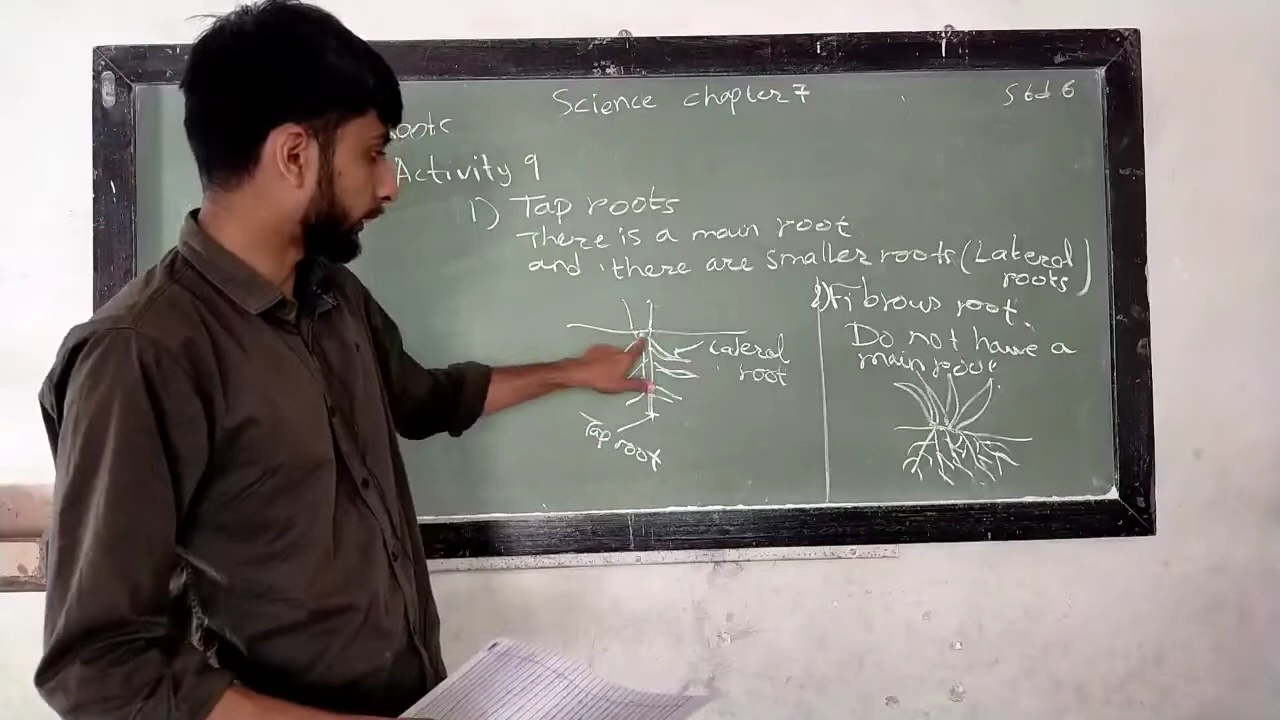 Science chapter 7
Std 6
oots
Activity 9
1) Tap roots
There is a main root
and there are smaller roots (Lateral
roots)
Lateral
root
Tap root
2) Fibrous root.
Do not have a
main root.